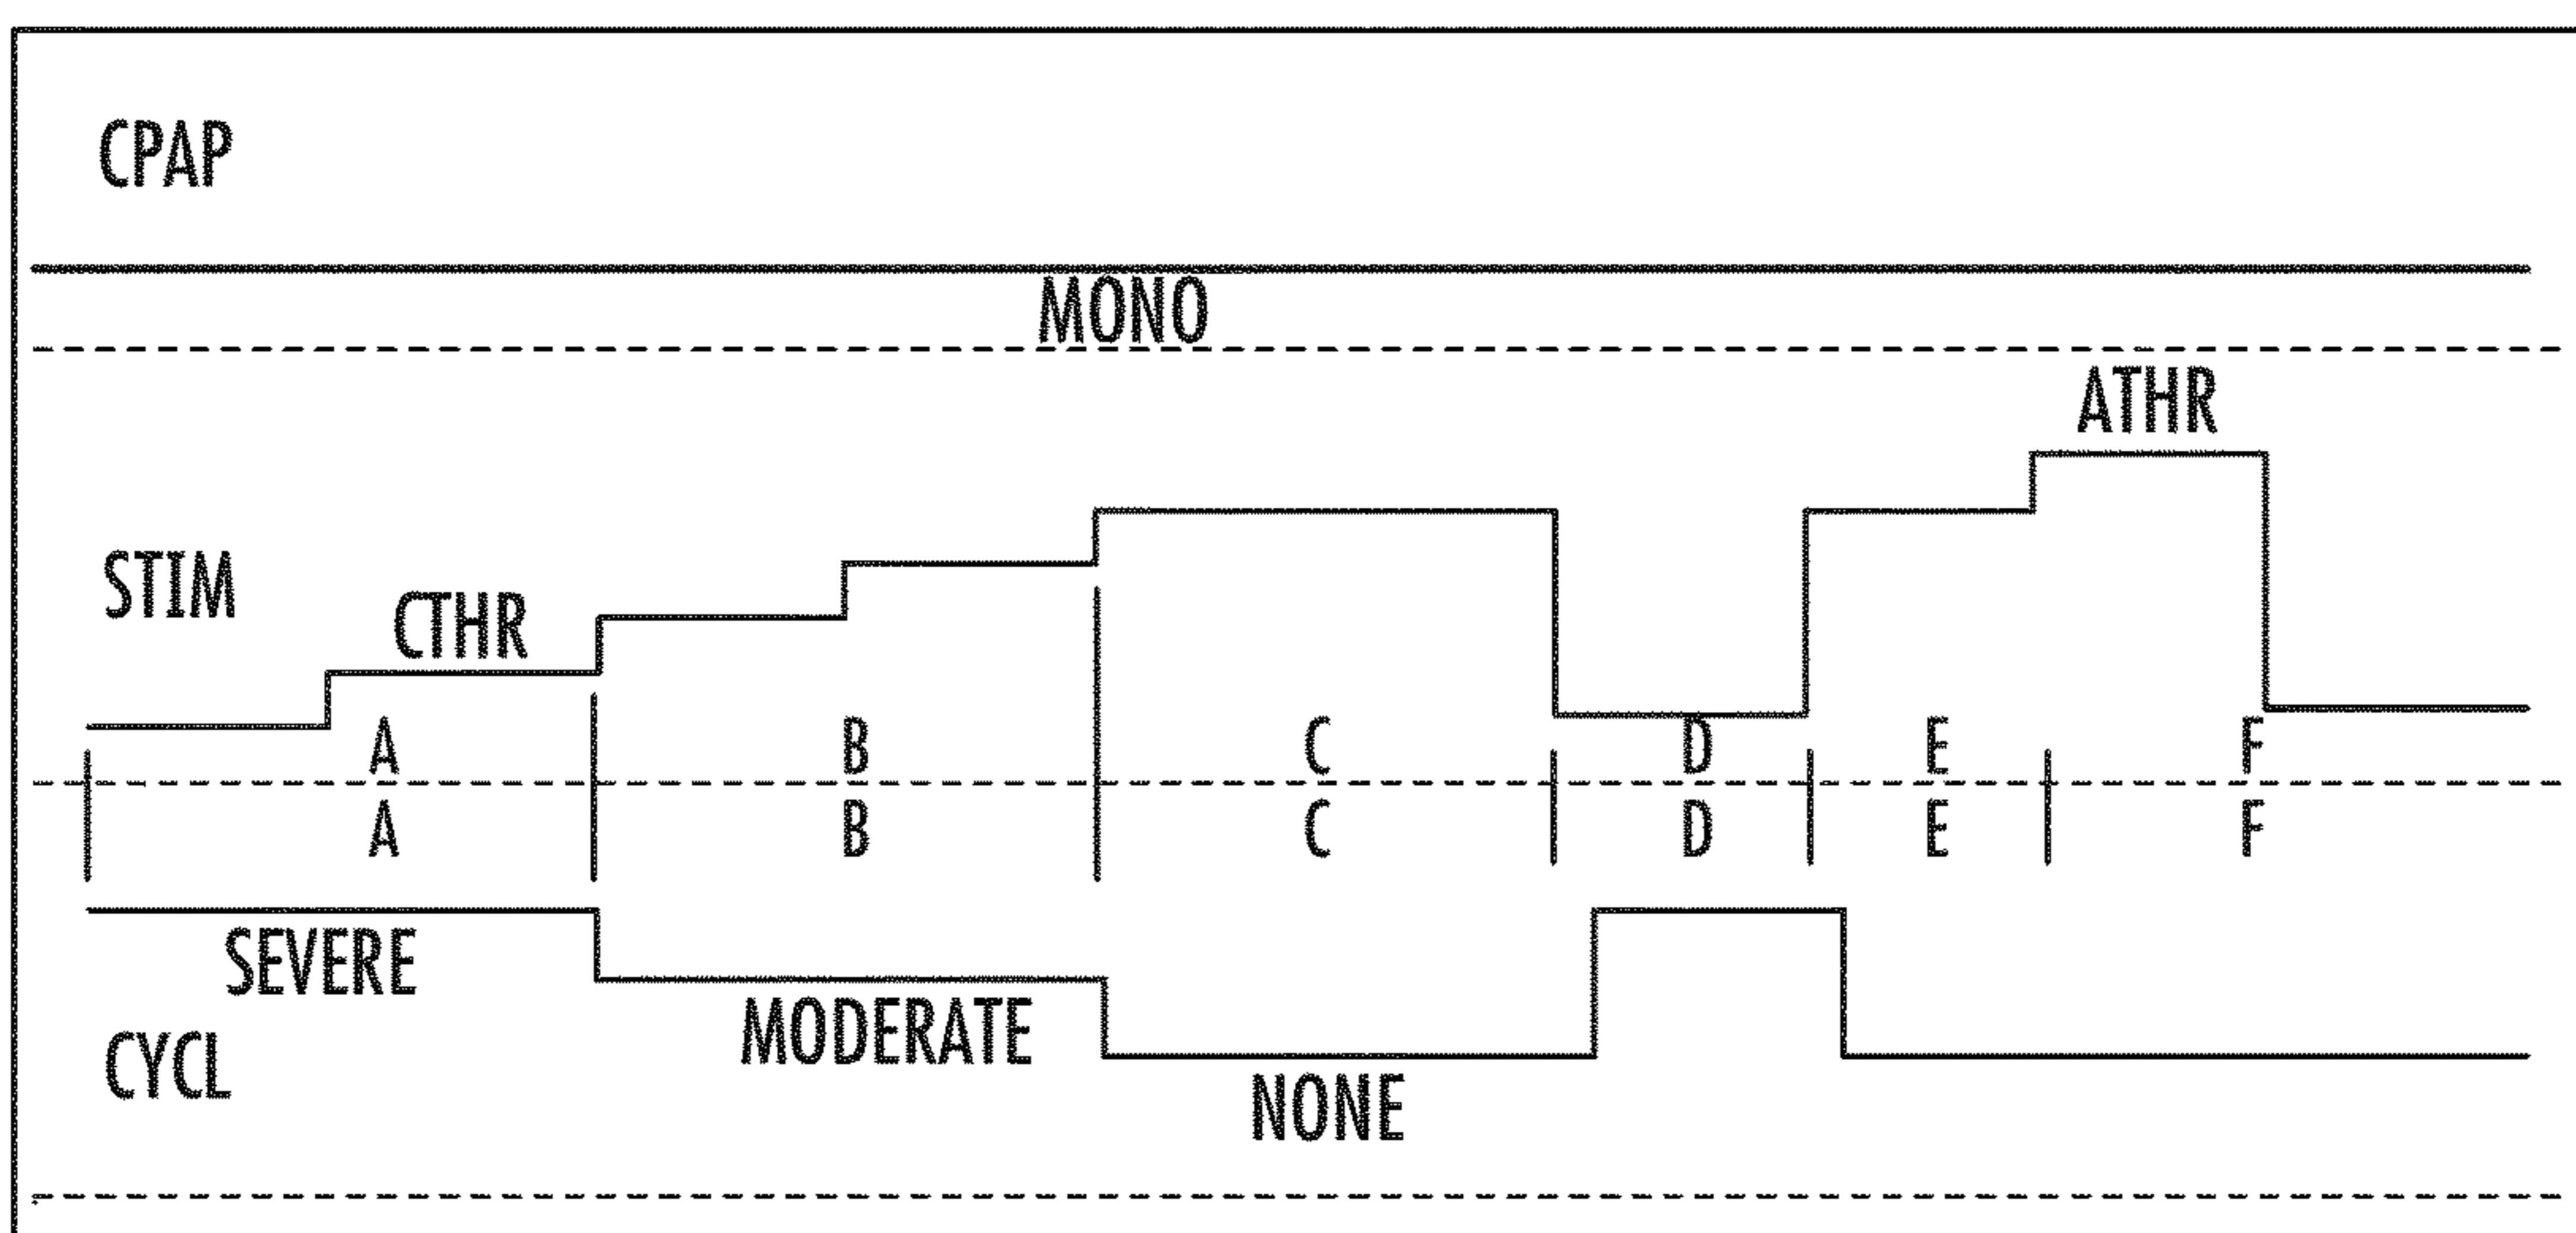 CPAP
MONO
ATHR
STIM
CTHR
A B C D E F
A B C D E F
SEVERE
MODERATE
CYCL
NONE